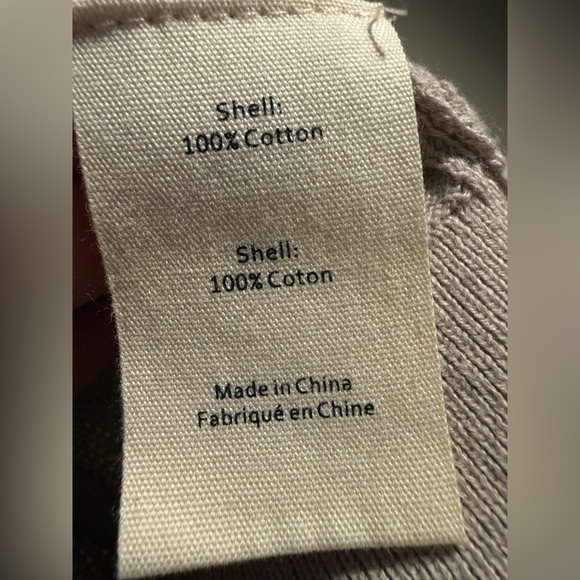 Shell:
100% Cotton
Shell:
100% Coton
Made in China
Fabriqué en Chine